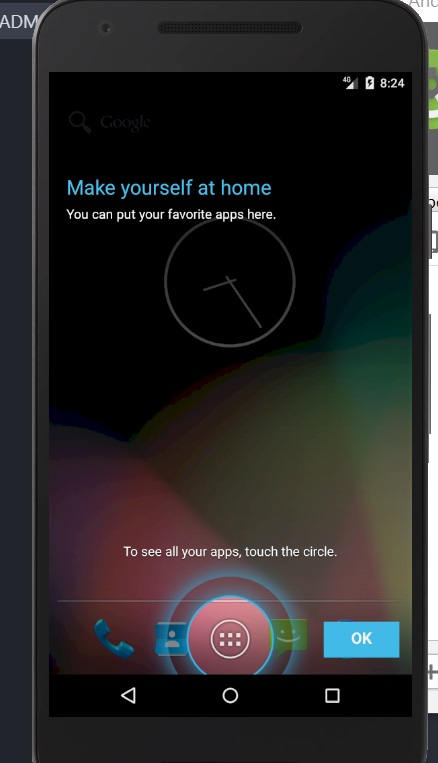 ADM
4G 8:24
Google
Make yourself at home
You can put your favorite apps here.
To see all your apps, touch the circle.
OK